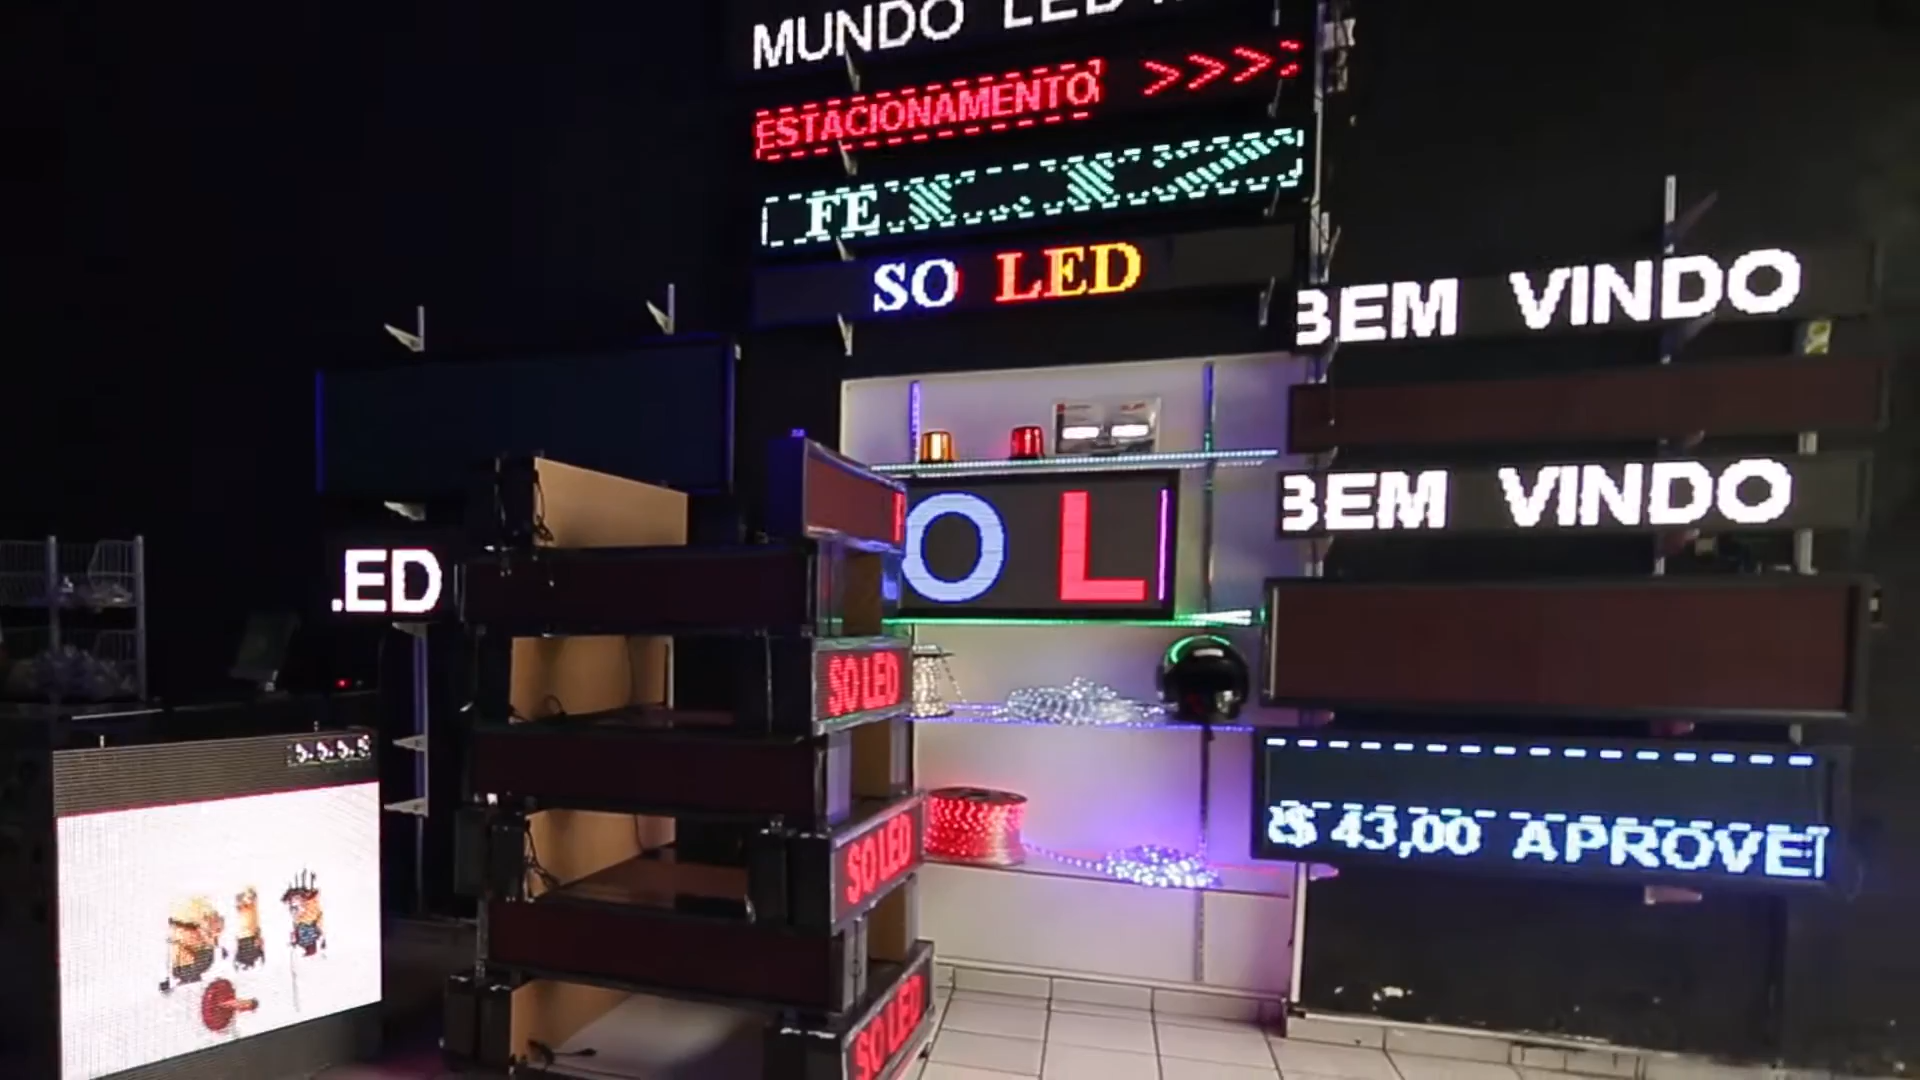 MUNDO LED
ESTACIONAMENTO >>>
FE
SO LED
BEM VINDO
BEM VINDO
.ED
O L
SO LED
SO LED
SO LED
R$ 43,00 APROVE